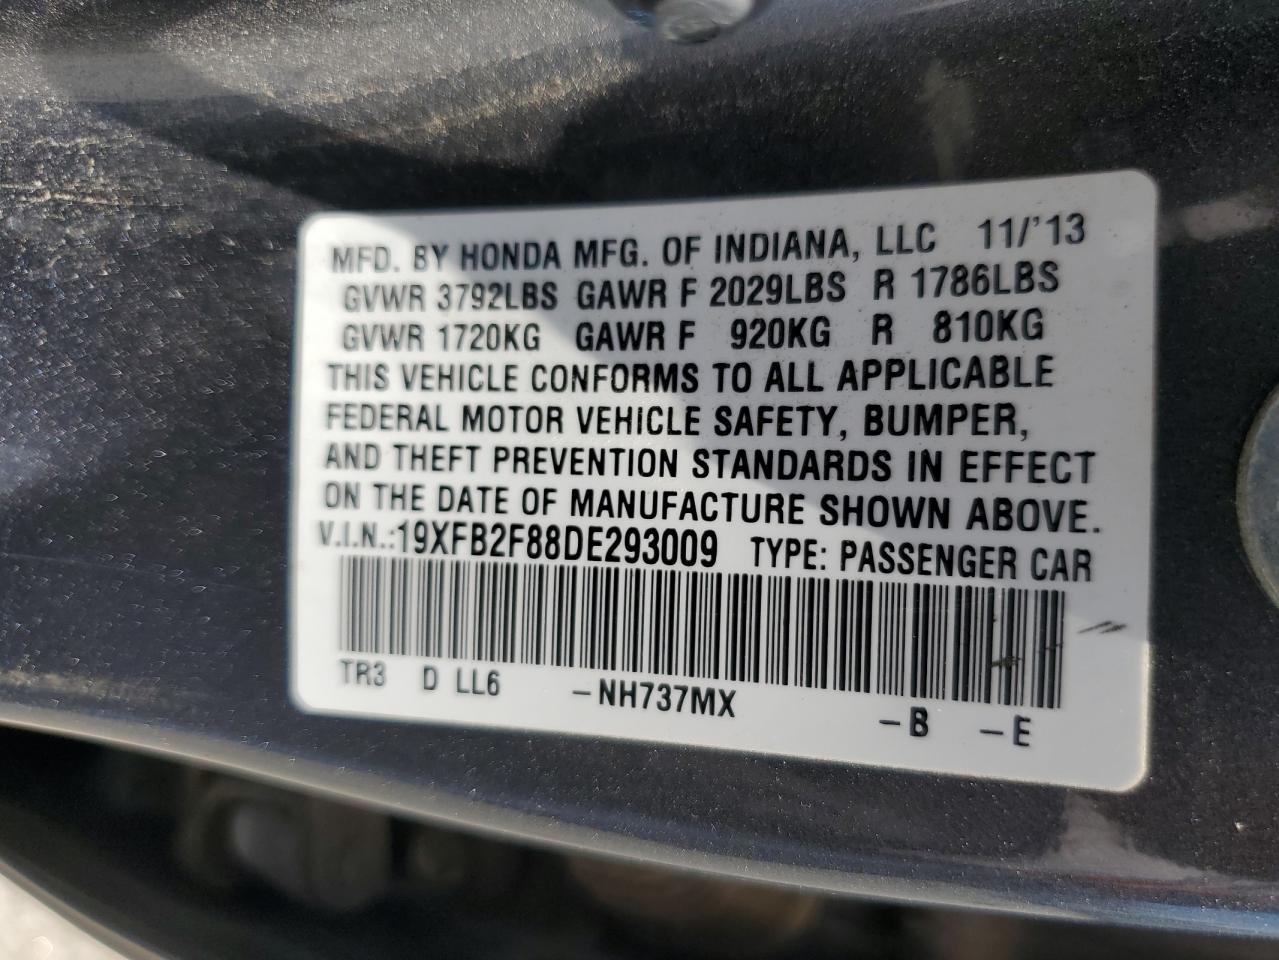 MFD. BY HONDA MFG. OF INDIANA, LLC 11/'13
GVWR 3792LBS GAWR F 2029LBS R 1786LBS
GVWR 1720KG GAWR F 920KG R 810KG
THIS VEHICLE CONFORMS TO ALL APPLICABLE
FEDERAL MOTOR VEHICLE SAFETY, BUMPER,
AND THEFT PREVENTION STANDARDS IN EFFECT
ON THE DATE OF MANUFACTURE SHOWN ABOVE.
V.I.N.:19XFB2F88DE293009 TYPE: PASSENGER CAR
TR3 D LL6 -NH737MX -B -E